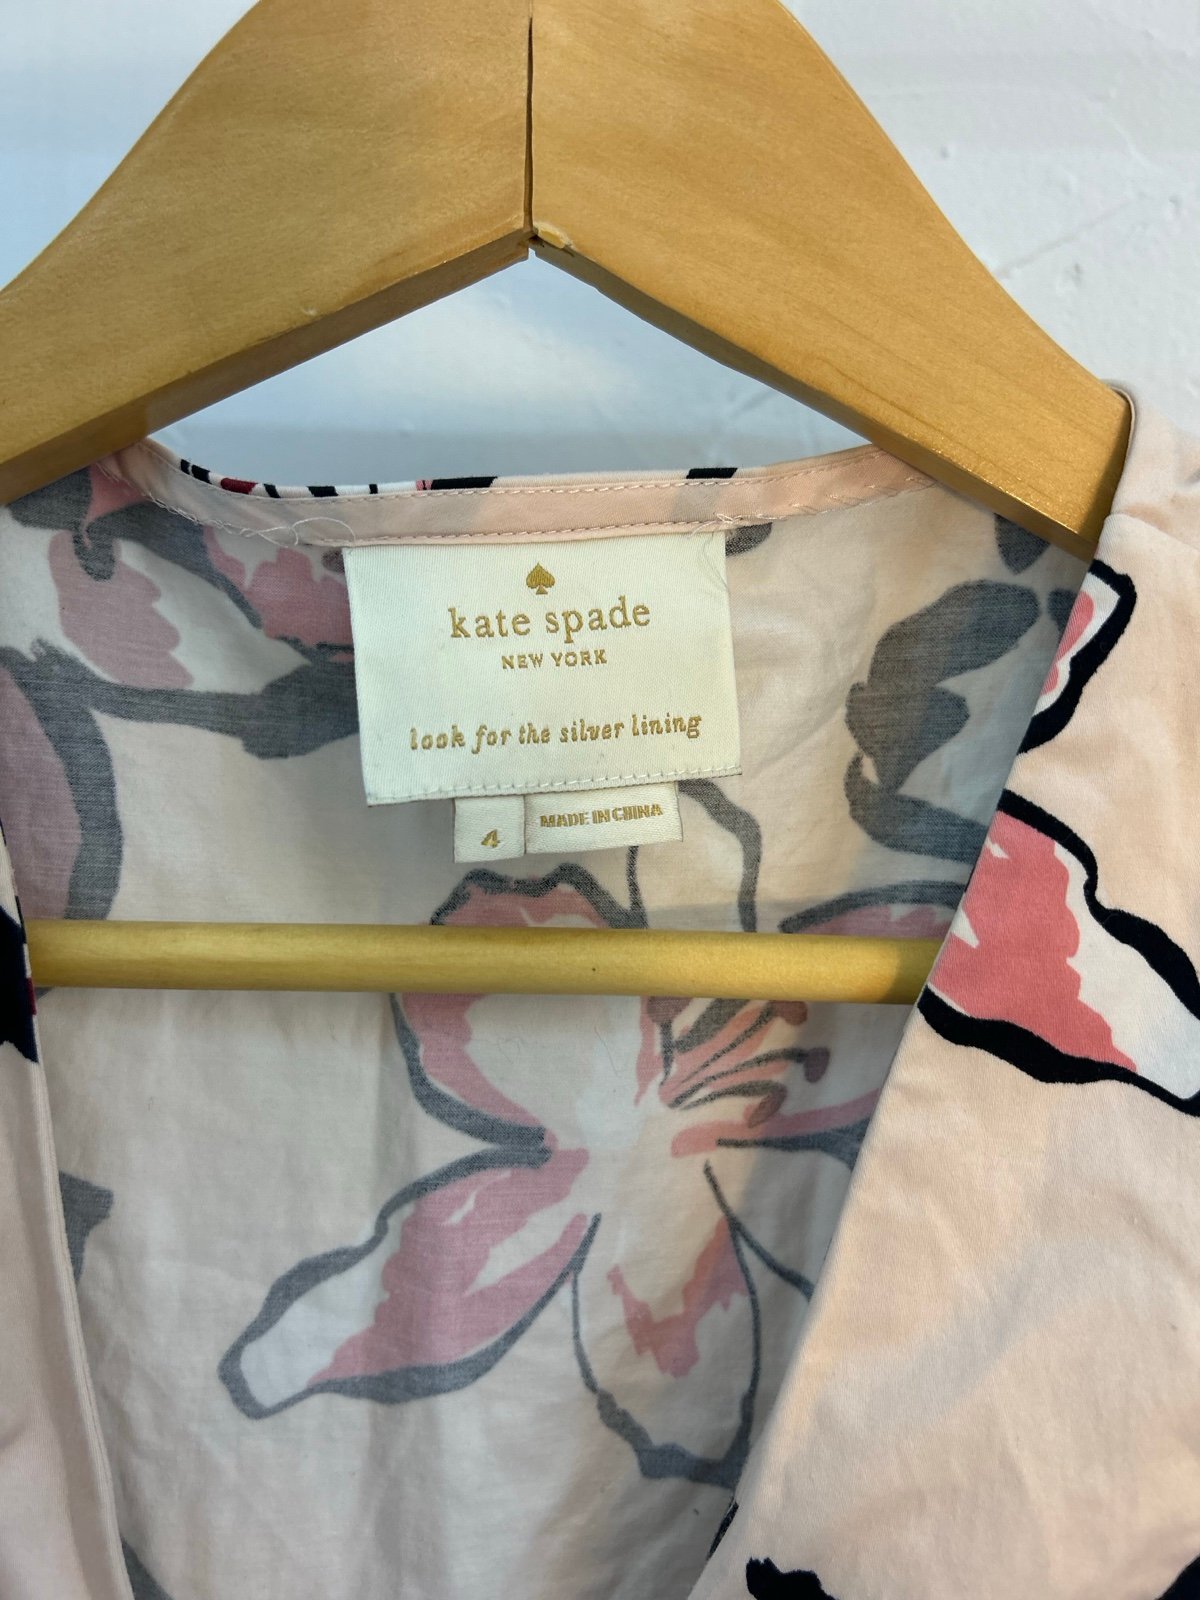 kate spade
NEW YORK
look for the silver lining
4
MADE IN CHINA